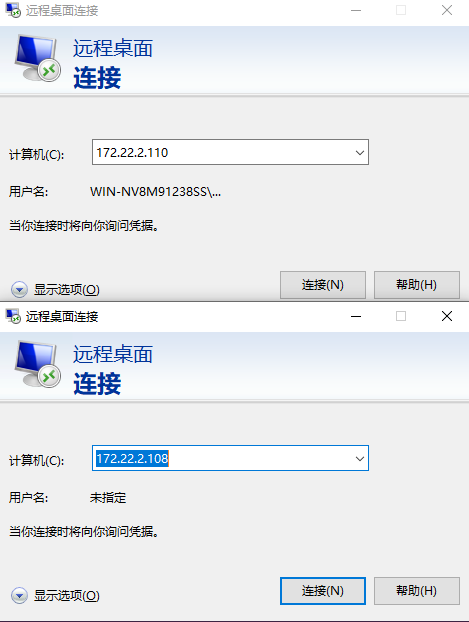 远程桌面连接
远程桌面
连接
计算机(C):
172.22.2.110
用户名:
WIN-NV8M91238SS\...
当你连接时将向你询问凭据。
显示选项(O)
连接(N)
帮助(H)
远程桌面连接
远程桌面
连接
计算机(C):
172.22.2.108
用户名:
未指定
当你连接时将向你询问凭据。
显示选项(O)
连接(N)
帮助(H)